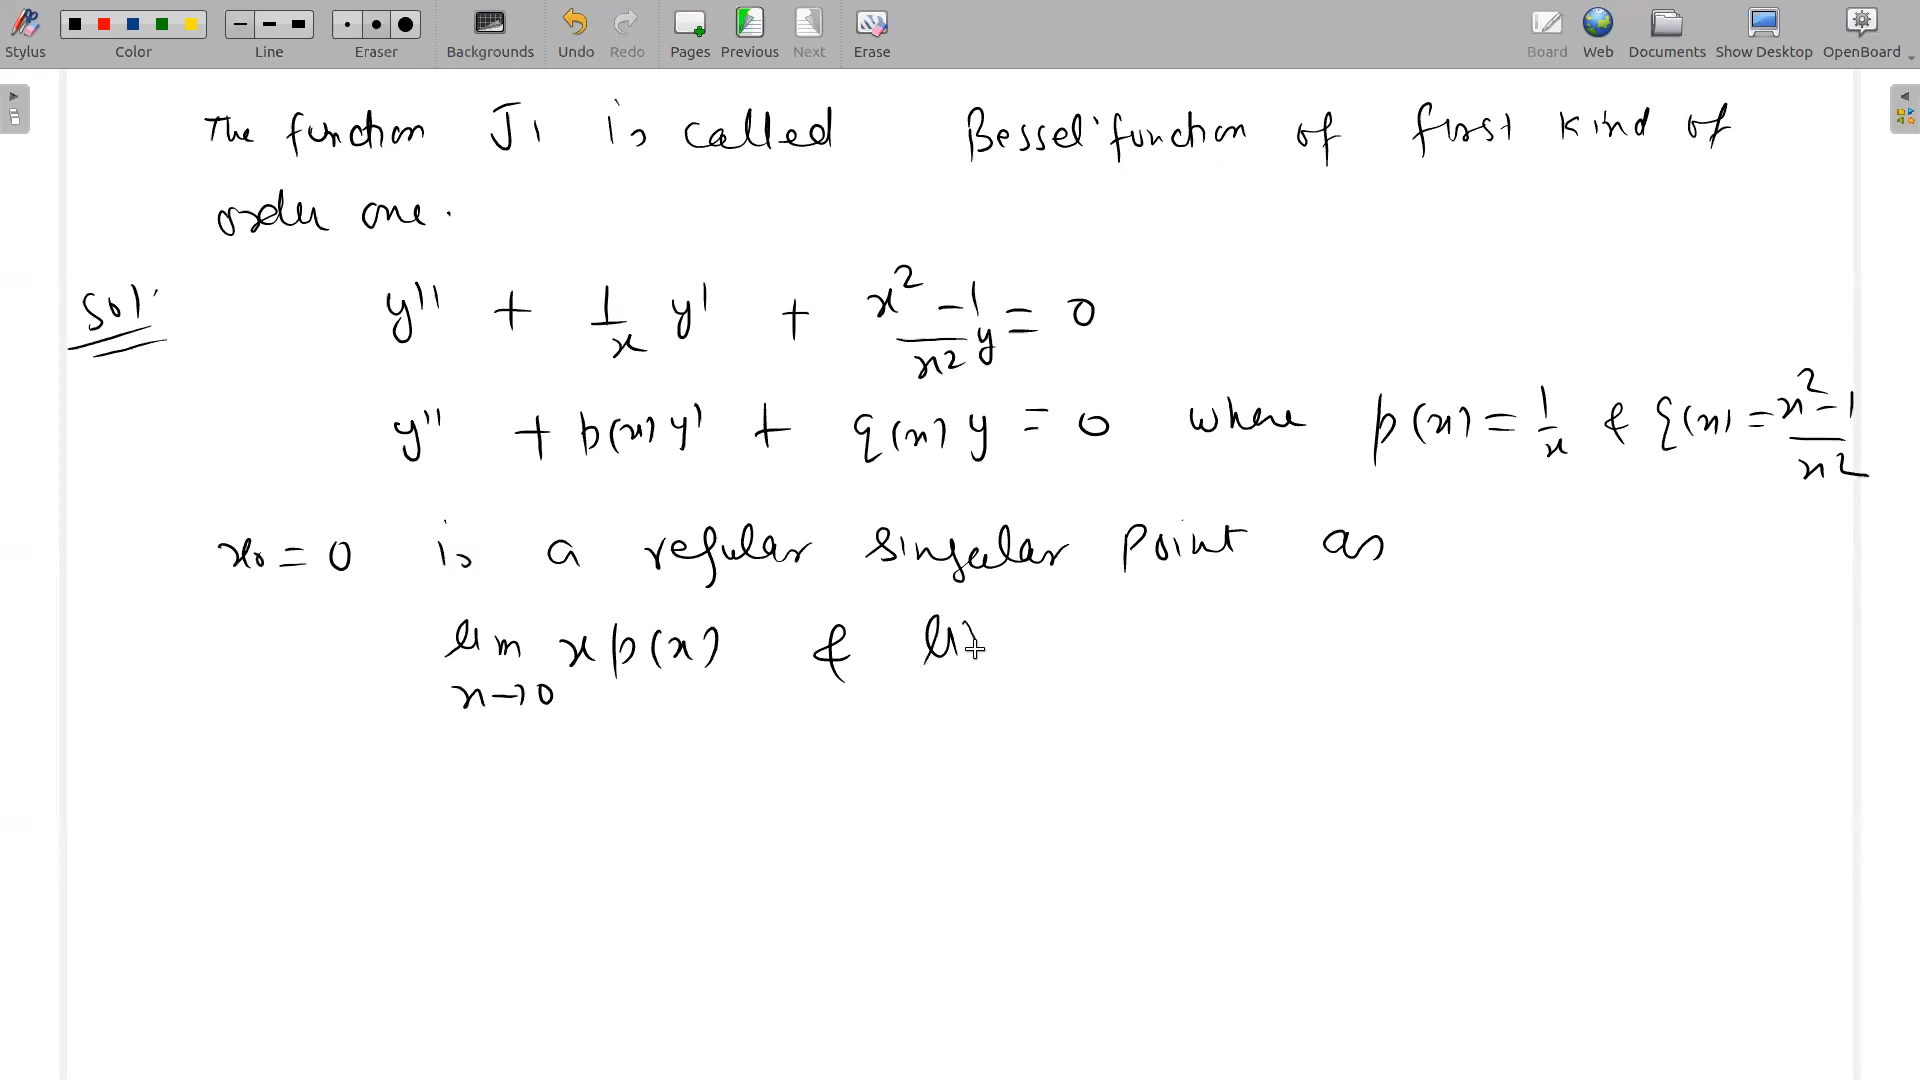 Stylus Color Line Eraser Backgrounds Undo Redo Pages Previous Next Erase Board Web Documents Show Desktop OpenBoard
The function J1 is called Bessel function of first kind of
order one.
Sol: y'' + 1/x y' + (x^2 - 1)/x^2 y = 0
y'' + p(x) y' + q(x) y = 0 where p(x) = 1/x & q(x) = (x^2 - 1)/x^2
x0 = 0 is a regular singular point as
lim x→0 x p(x) &